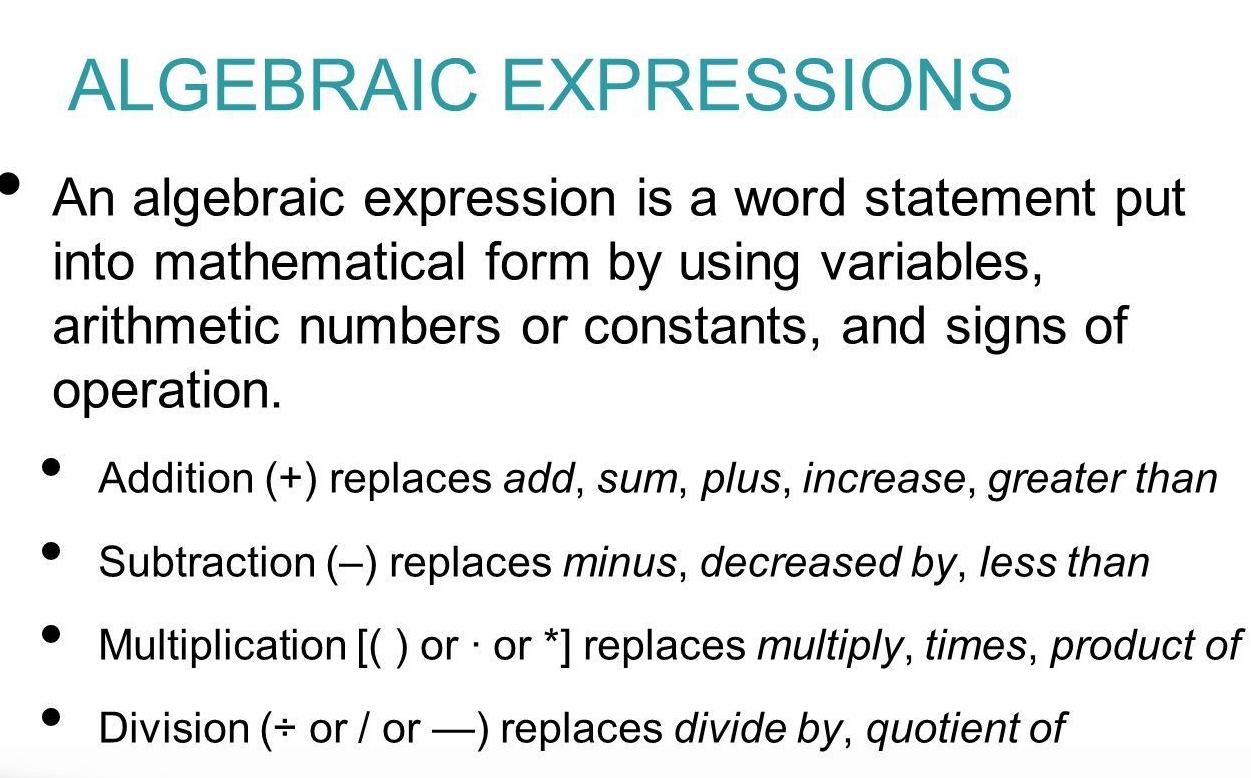 ALGEBRAIC EXPRESSIONS
• An algebraic expression is a word statement put
into mathematical form by using variables,
arithmetic numbers or constants, and signs of
operation.
• Addition (+) replaces add, sum, plus, increase, greater than
• Subtraction (–) replaces minus, decreased by, less than
• Multiplication [( ) or · or *] replaces multiply, times, product of
• Division (÷ or / or —) replaces divide by, quotient of